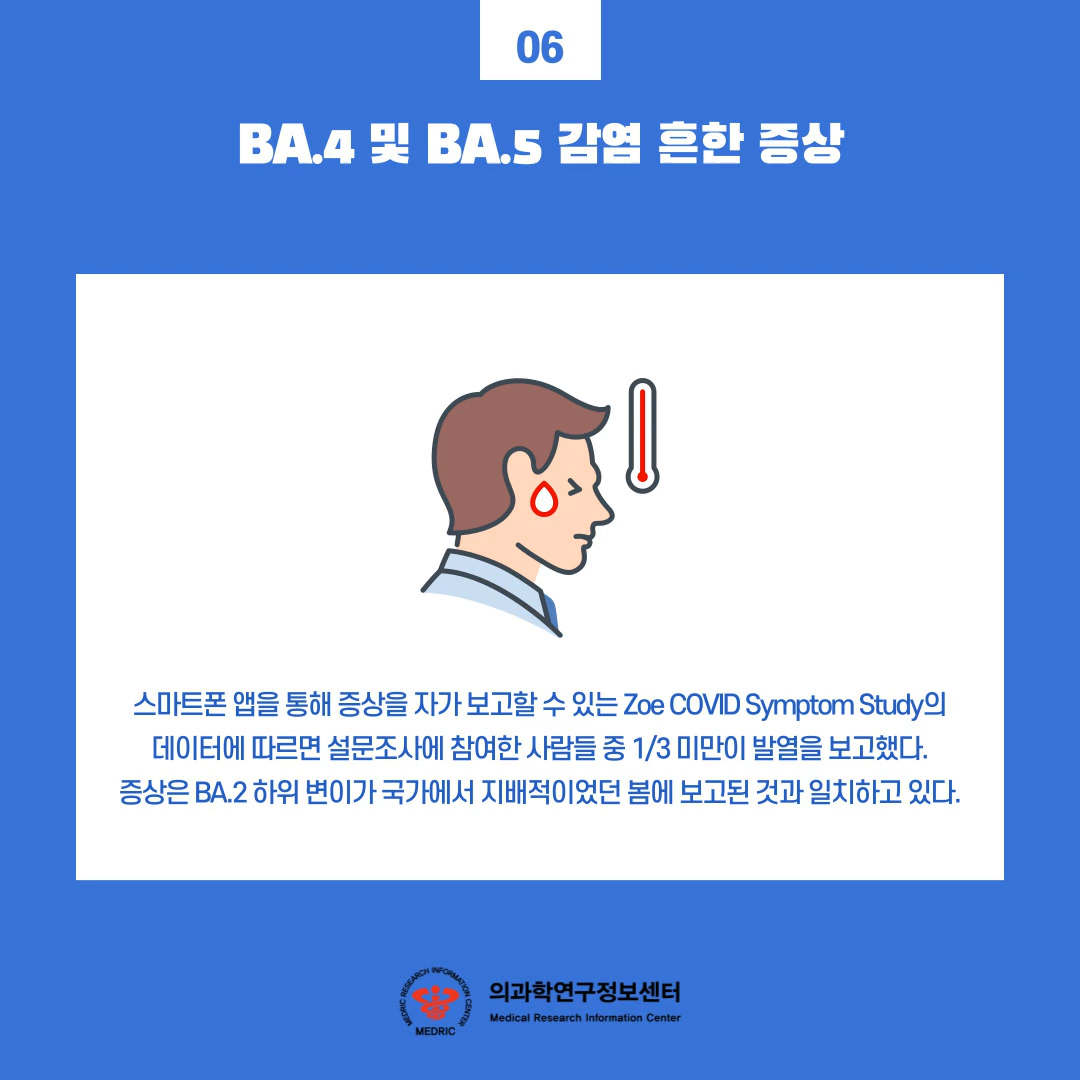 06
BA.4 및 BA.5 감염 흔한 증상
스마트폰 앱을 통해 증상을 자가 보고할 수 있는 Zoe COVID Symptom Study의
데이터에 따르면 설문조사에 참여한 사람들 중 1/3 미만이 발열을 보고했다.
증상은 BA.2 하위 변이가 국가에서 지배적이었던 봄에 보고된 것과 일치하고 있다.
MEDRIC RESEARCH INFORMATION CENTER
MEDRIC
의과학연구정보센터
Medical Research Information Center